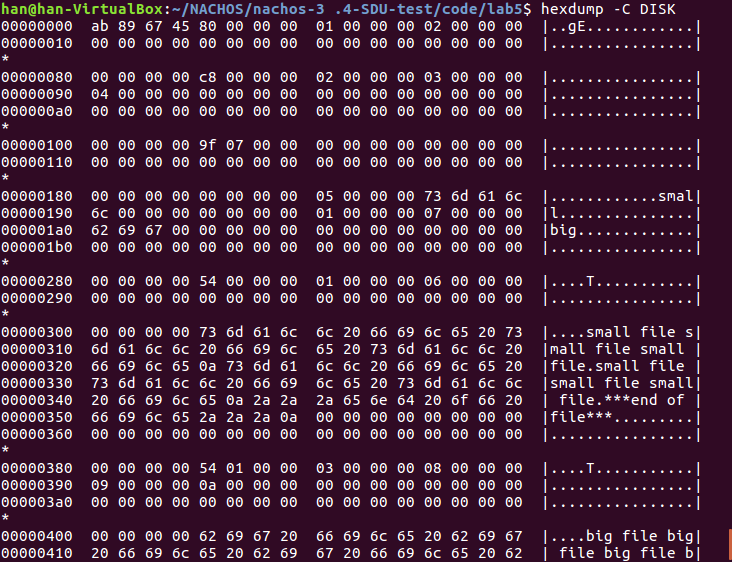 han@han-VirtualBox:~/NACHOS/nachos-3 .4-SDU-test/code/lab5$ hexdump -C DISK
00000000  ab 89 67 45 80 00 00 00  01 00 00 00 02 00 00 00  |..gE............|
00000010  00 00 00 00 00 00 00 00  00 00 00 00 00 00 00 00  |................|
*
00000080  00 00 00 00 c8 00 00 00  02 00 00 00 03 00 00 00  |................|
00000090  04 00 00 00 00 00 00 00  00 00 00 00 00 00 00 00  |................|
000000a0  00 00 00 00 00 00 00 00  00 00 00 00 00 00 00 00  |................|
*
00000100  00 00 00 00 9f 07 00 00  00 00 00 00 00 00 00 00  |................|
00000110  00 00 00 00 00 00 00 00  00 00 00 00 00 00 00 00  |................|
*
00000180  00 00 00 00 00 00 00 00  05 00 00 00 73 6d 61 6c  |............smal|
00000190  6c 00 00 00 00 00 00 00  01 00 00 00 07 00 00 00  |l...............|
000001a0  62 69 67 00 00 00 00 00  00 00 00 00 00 00 00 00  |big.............|
000001b0  00 00 00 00 00 00 00 00  00 00 00 00 00 00 00 00  |................|
*
00000280  00 00 00 00 54 00 00 00  01 00 00 00 06 00 00 00  |....T...........|
00000290  00 00 00 00 00 00 00 00  00 00 00 00 00 00 00 00  |................|
*
00000300  00 00 00 00 73 6d 61 6c  6c 20 66 69 6c 65 20 73  |....small file s|
00000310  6d 61 6c 6c 20 66 69 6c  65 20 73 6d 61 6c 6c 20  |mall file small |
00000320  66 69 6c 65 0a 73 6d 61  6c 6c 20 66 69 6c 65 20  |file.small file |
00000330  73 6d 61 6c 6c 20 66 69  6c 65 20 73 6d 61 6c 6c  |small file small|
00000340  20 66 69 6c 65 0a 2a 2a  2a 65 6e 64 20 6f 66 20  | file.***end of |
00000350  66 69 6c 65 2a 2a 2a 0a  00 00 00 00 00 00 00 00  |file***.........|
00000360  00 00 00 00 00 00 00 00  00 00 00 00 00 00 00 00  |................|
*
00000380  00 00 00 00 54 01 00 00  03 00 00 00 08 00 00 00  |....T...........|
00000390  09 00 00 00 0a 00 00 00  00 00 00 00 00 00 00 00  |................|
000003a0  00 00 00 00 00 00 00 00  00 00 00 00 00 00 00 00  |................|
*
00000400  00 00 00 00 62 69 67 20  66 69 6c 65 20 62 69 67  |....big file big|
00000410  20 66 69 6c 65 20 62 69  67 20 66 69 6c 65 20 62  | file big file b|